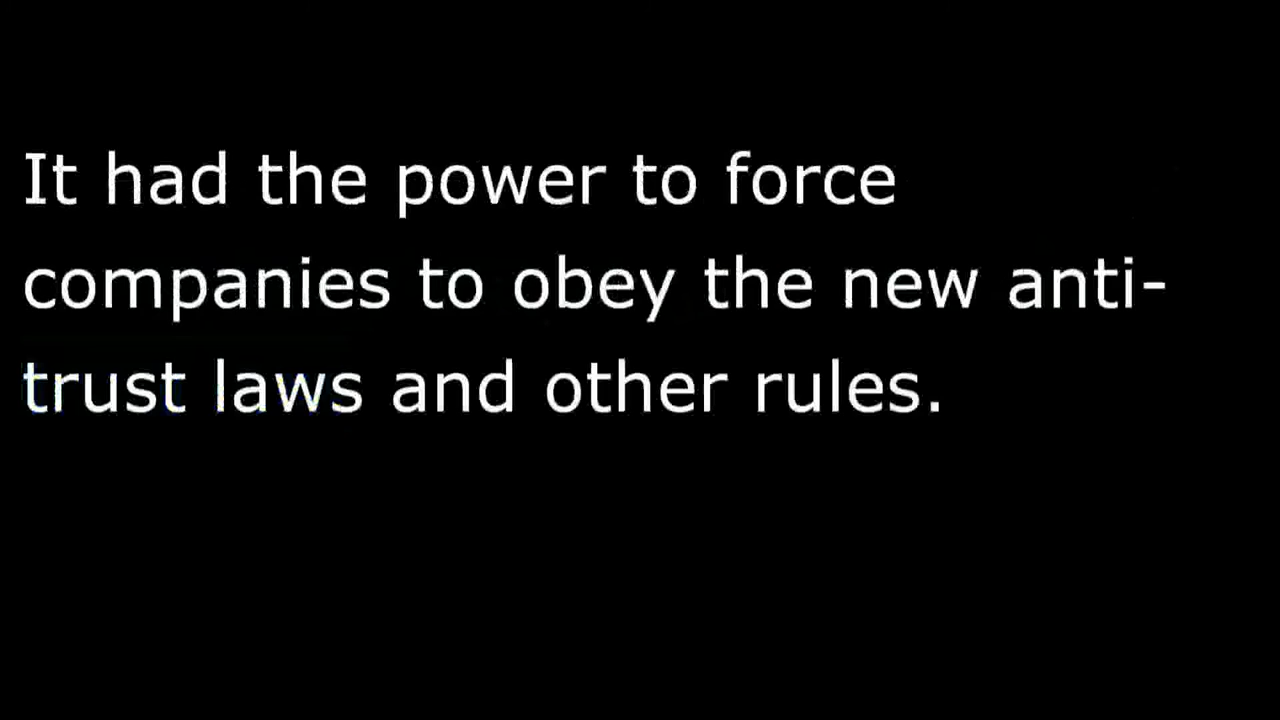 It had the power to force
companies to obey the new anti-
trust laws and other rules.